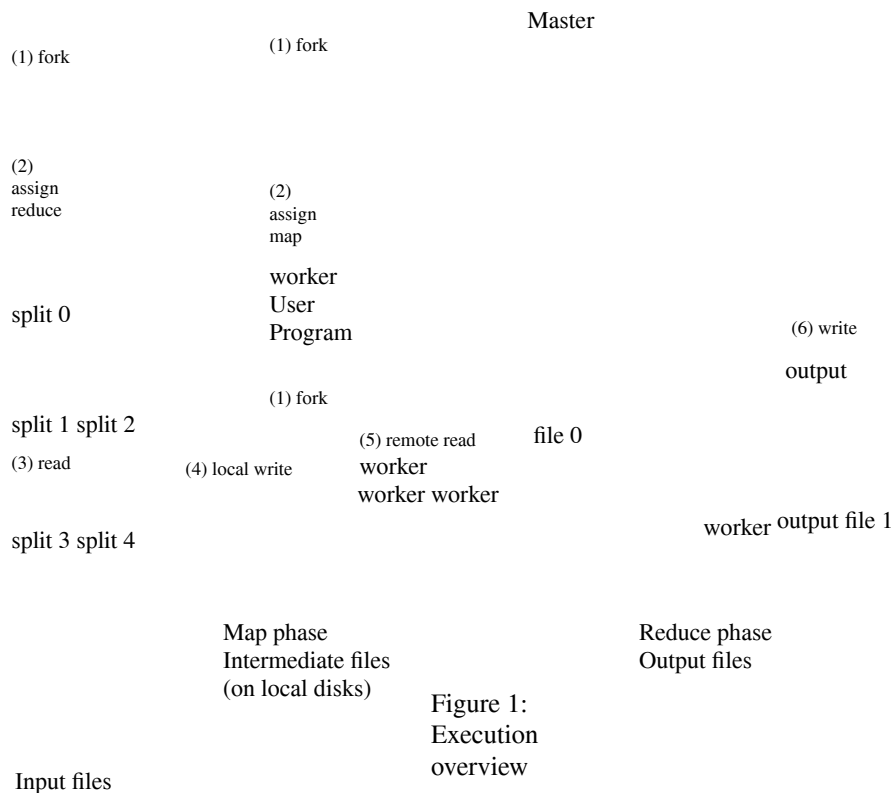 Master
(1) fork
(1) fork
(2)
assign
reduce
(2)
assign
map
worker
User
Program
split 0
(6) write
output
(1) fork
split 1 split 2
(5) remote read
file 0
(3) read
(4) local write
worker
worker worker
worker output file 1
split 3 split 4
Map phase
Intermediate files
(on local disks)
Reduce phase
Output files
Figure 1:
Execution
overview
Input files